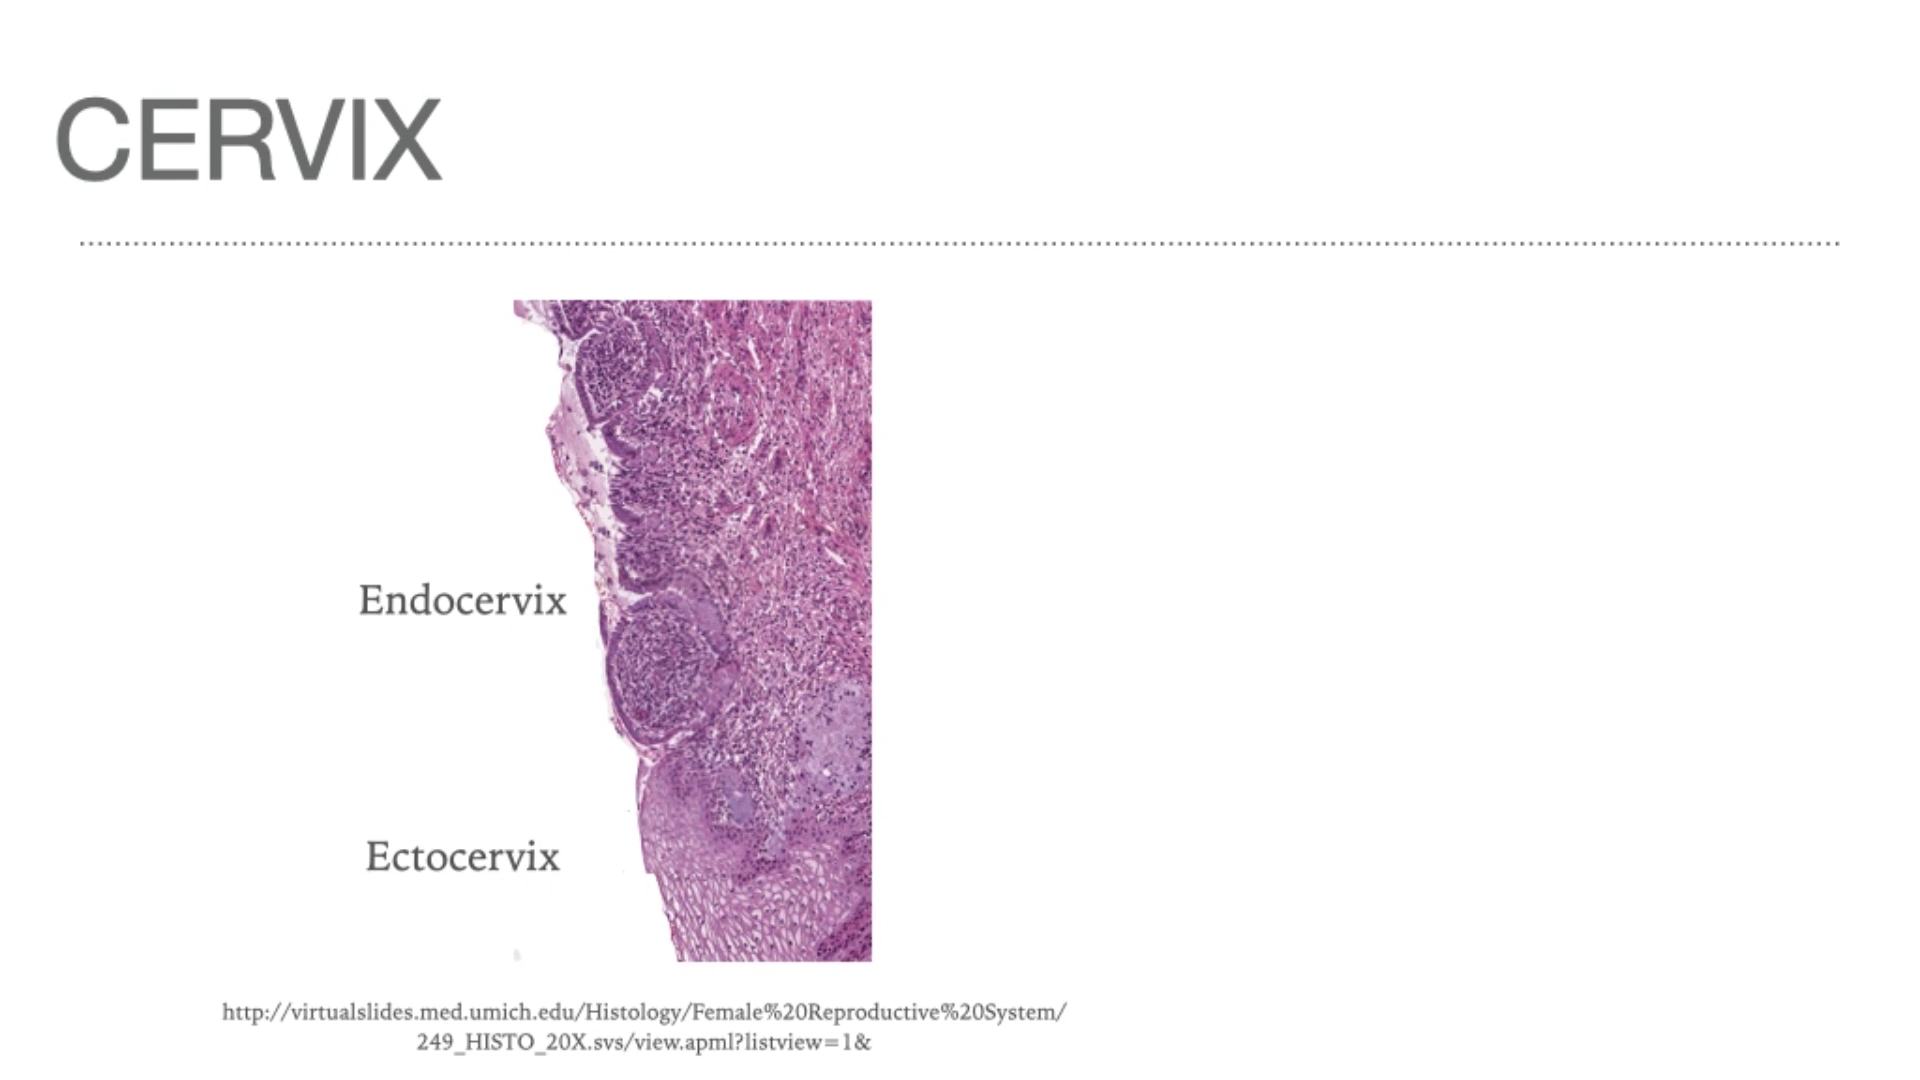 CERVIX
Endocervix
Ectocervix
http://virtualslides.med.umich.edu/Histology/Female%20Reproductive%20System/
249_HISTO_20X.svs/view.apml?listview=1&